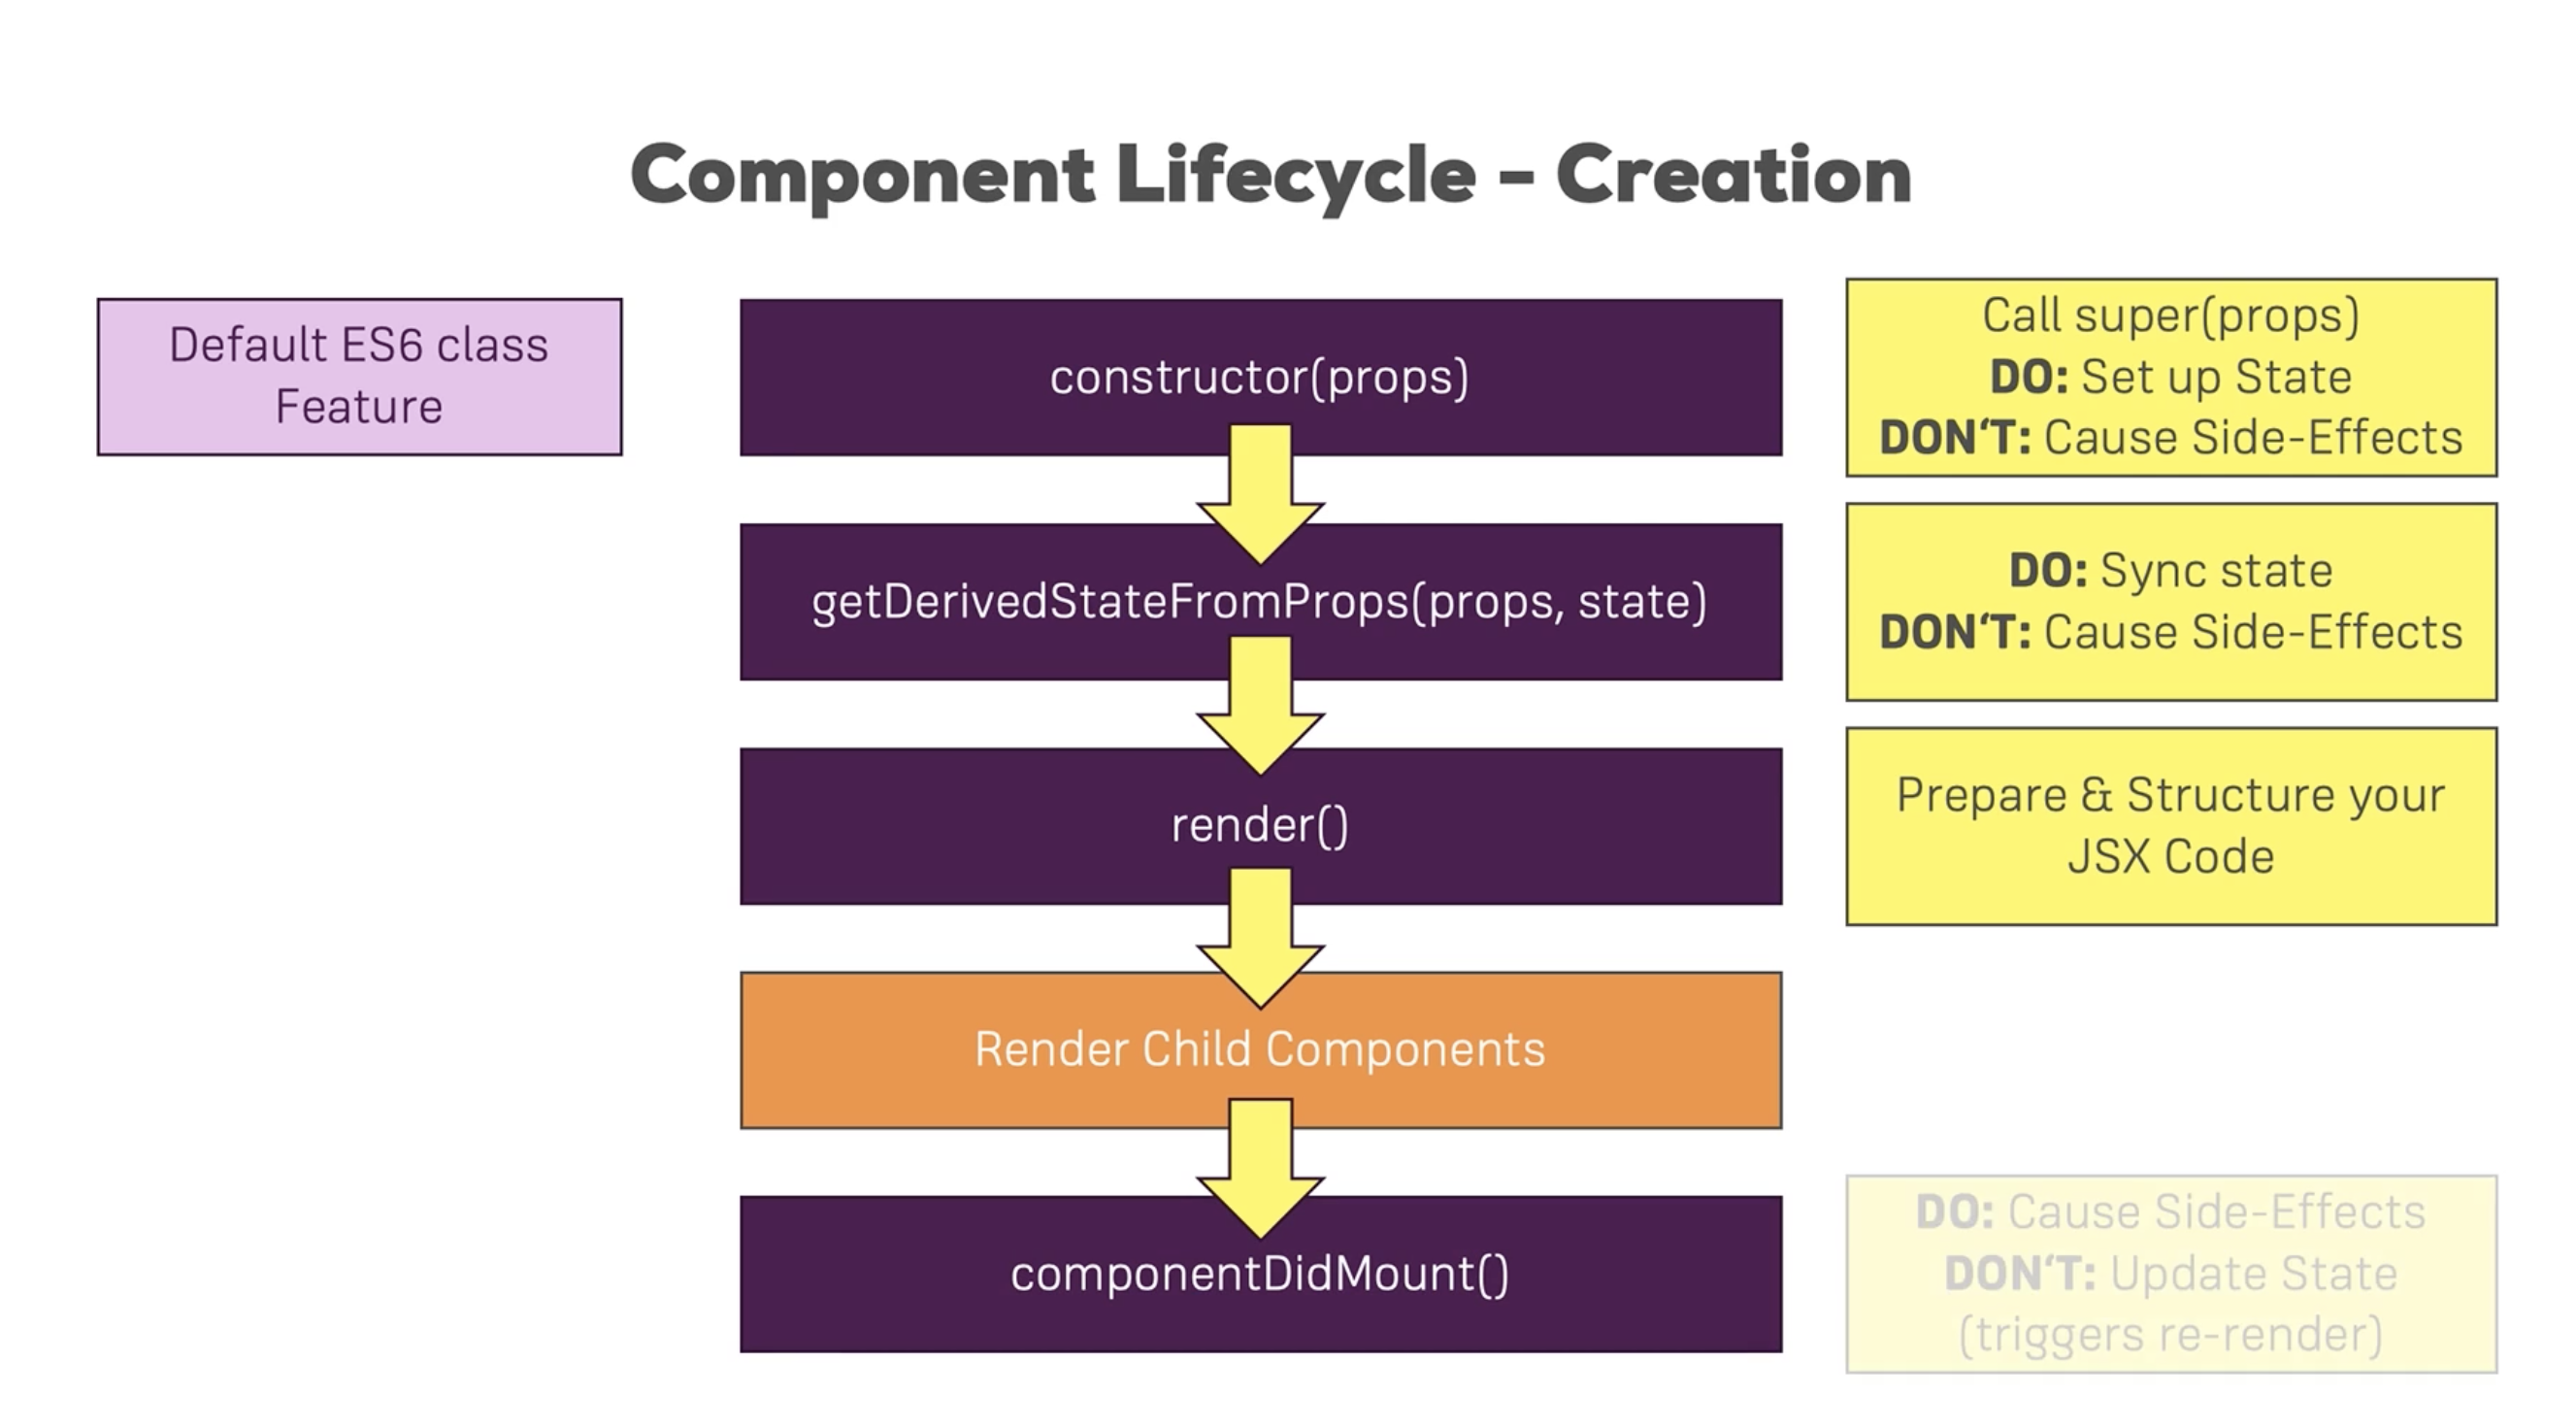 Component Lifecycle - Creation
Default ES6 class
Feature
constructor(props)
Call super(props)
DO: Set up State
DON‘T: Cause Side-Effects
getDerivedStateFromProps(props, state)
DO: Sync state
DON‘T: Cause Side-Effects
render()
Prepare & Structure your
JSX Code
Render Child Components
componentDidMount()
DO: Cause Side-Effects
DON‘T: Update State
(triggers re-render)